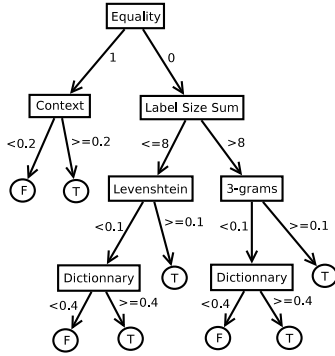 Equality
1 0
Context Label Size Sum
<0.2 >=0.2 <=8 >8
F T Levenshtein 3-grams
<0.1 >=0.1 <0.1 >=0.1
Dictionnary T Dictionnary T
<0.4 >=0.4 <0.4 >=0.4
F T F T